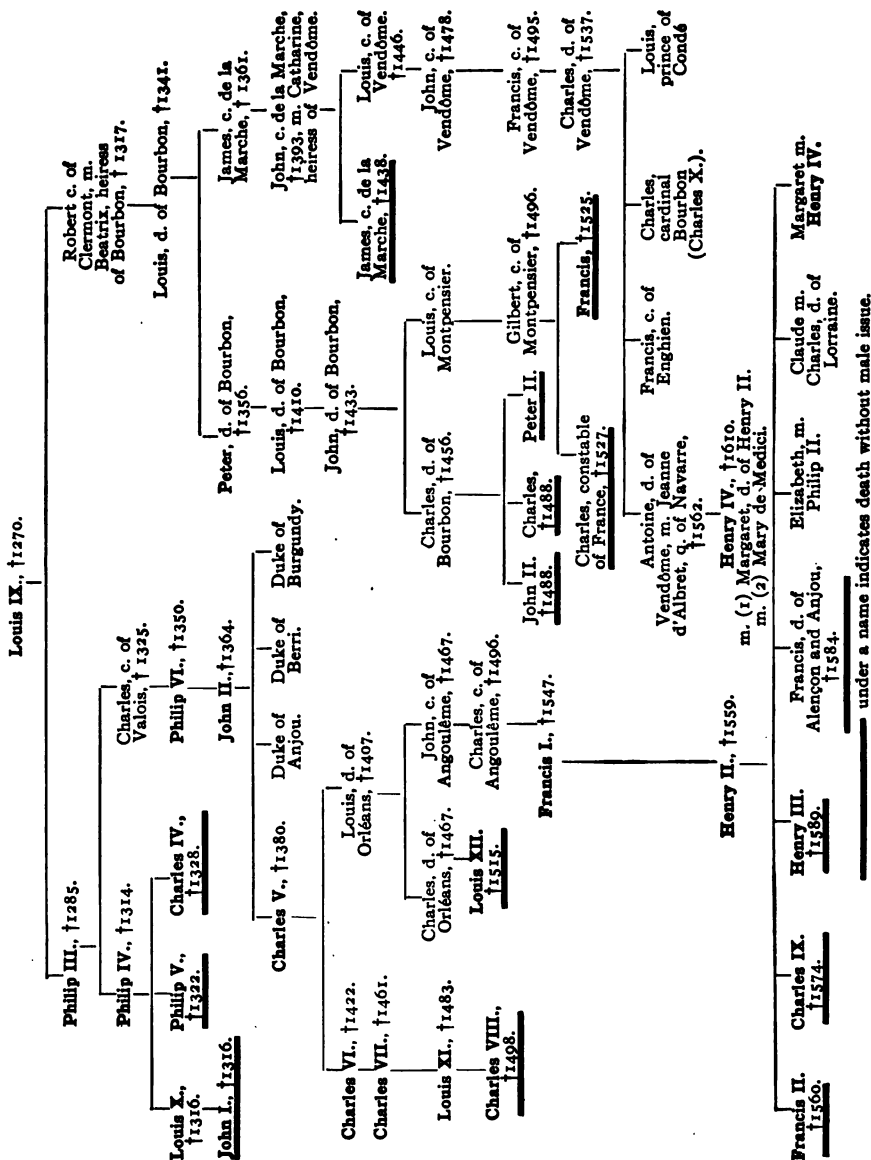 Louis IX., †1270.
Philip III., †1285.
Robert c. of
Clermont, m.
Beatrix, heiress
of Bourbon, † 1317.
Philip IV., †1314.
Charles, c. of
Valois, † 1325.
Louis, d. of Bourbon, †1341.
Louis X.,
†1316.
Philip V.,
†1322.
Charles IV.,
†1328.
Philip VI., †1350.
Peter, d. of Bourbon,
†1356.
James, c. de la
Marche, † 1361.
John I., †1316.
John II., †1364.
Louis, d. of Bourbon,
†1410.
John, c. de la Marche,
†1393, m. Catharine,
heiress of Vendôme.
Charles V., †1380.
Duke of
Anjou.
Duke of
Berri.
Duke of
Burgundy.
John, d. of Bourbon,
†1433.
James, c. de la
Marche, †1438.
Louis, c. of
Vendôme.
†1446.
Charles VI., †1422.
Louis, d. of
Orléans, †1407.
Charles, d. of
Bourbon, †1456.
Louis, c. of
Montpensier.
John, c. of
Vendôme, †1478.
Charles VII., †1461.
Charles, d. of
Orléans, †1467.
John, c. of
Angoulême, †1467.
John II.
†1488.
Charles,
†1488.
Peter II.
Gilbert, c. of
Montpensier, †1496.
Francis, c. of
Vendôme, †1495.
Louis XI., †1483.
Louis XII.
†1515.
Charles, c. of
Angoulême, †1496.
Charles, constable
of France, †1527.
Francis, †1525.
Charles, d. of
Vendôme, †1537.
Charles VIII.,
†1498.
Francis I., †1547.
Antoine, d. of
Vendôme, m. Jeanne
d'Albret, q. of Navarre,
†1562.
Francis, c. of
Enghien.
Charles,
cardinal
Bourbon
(Charles X.).
Louis,
prince of
Condé
Henry II., †1559.
Henry IV., †1610.
m. (1) Margaret, d. of Henry II.
m. (2) Mary de Medici.
Francis II.
†1560.
Charles IX.
†1574.
Henry III.
†1589.
Francis, d. of
Alençon and Anjou,
†1584.
Elizabeth, m.
Philip II.
Claude m.
Charles, d. of
Lorraine.
Margaret m.
Henry IV.
under a name indicates death without male issue.